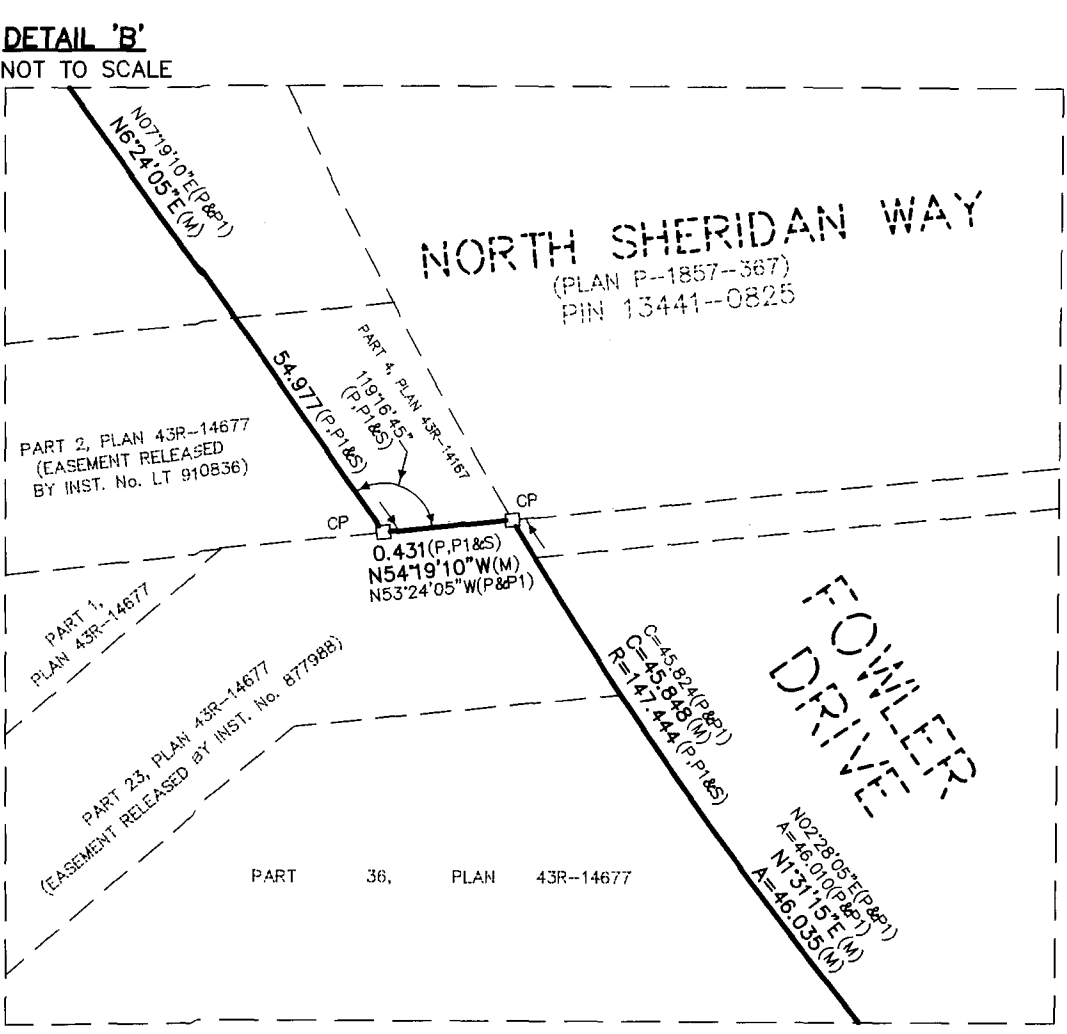 DETAIL 'B'
NOT TO SCALE
N07°19'10"E(P&P1)
N6°24'05"E(M)
NORTH SHERIDAN WAY
(PLAN P--1857--367)
PIN 13441--0825
54.977(P,P1&S)
PART 4, PLAN 43R--14167
119°16'45"
(P,P1&S)
PART 2, PLAN 43R--14677
(EASEMENT RELEASED
BY INST. No. LT 910836)
CP
CP
0.431(P,P1&S)
N54°19'10"W(M)
N53°24'05"W(P&P1)
PART 1,
PLAN 43R--14677
PART 23, PLAN 43R--14677
(EASEMENT RELEASED BY INST. No. 877988)
C=45.824(P&P1)
C=45.848(M)
R=147.444(P,P1&S)
FOWLER
DRIVE
N02°28'05"E(P&P1)
A=46.010(P&P1)
N1°31'15"E(M)
A=46.035(M)
PART 36, PLAN 43R--14677